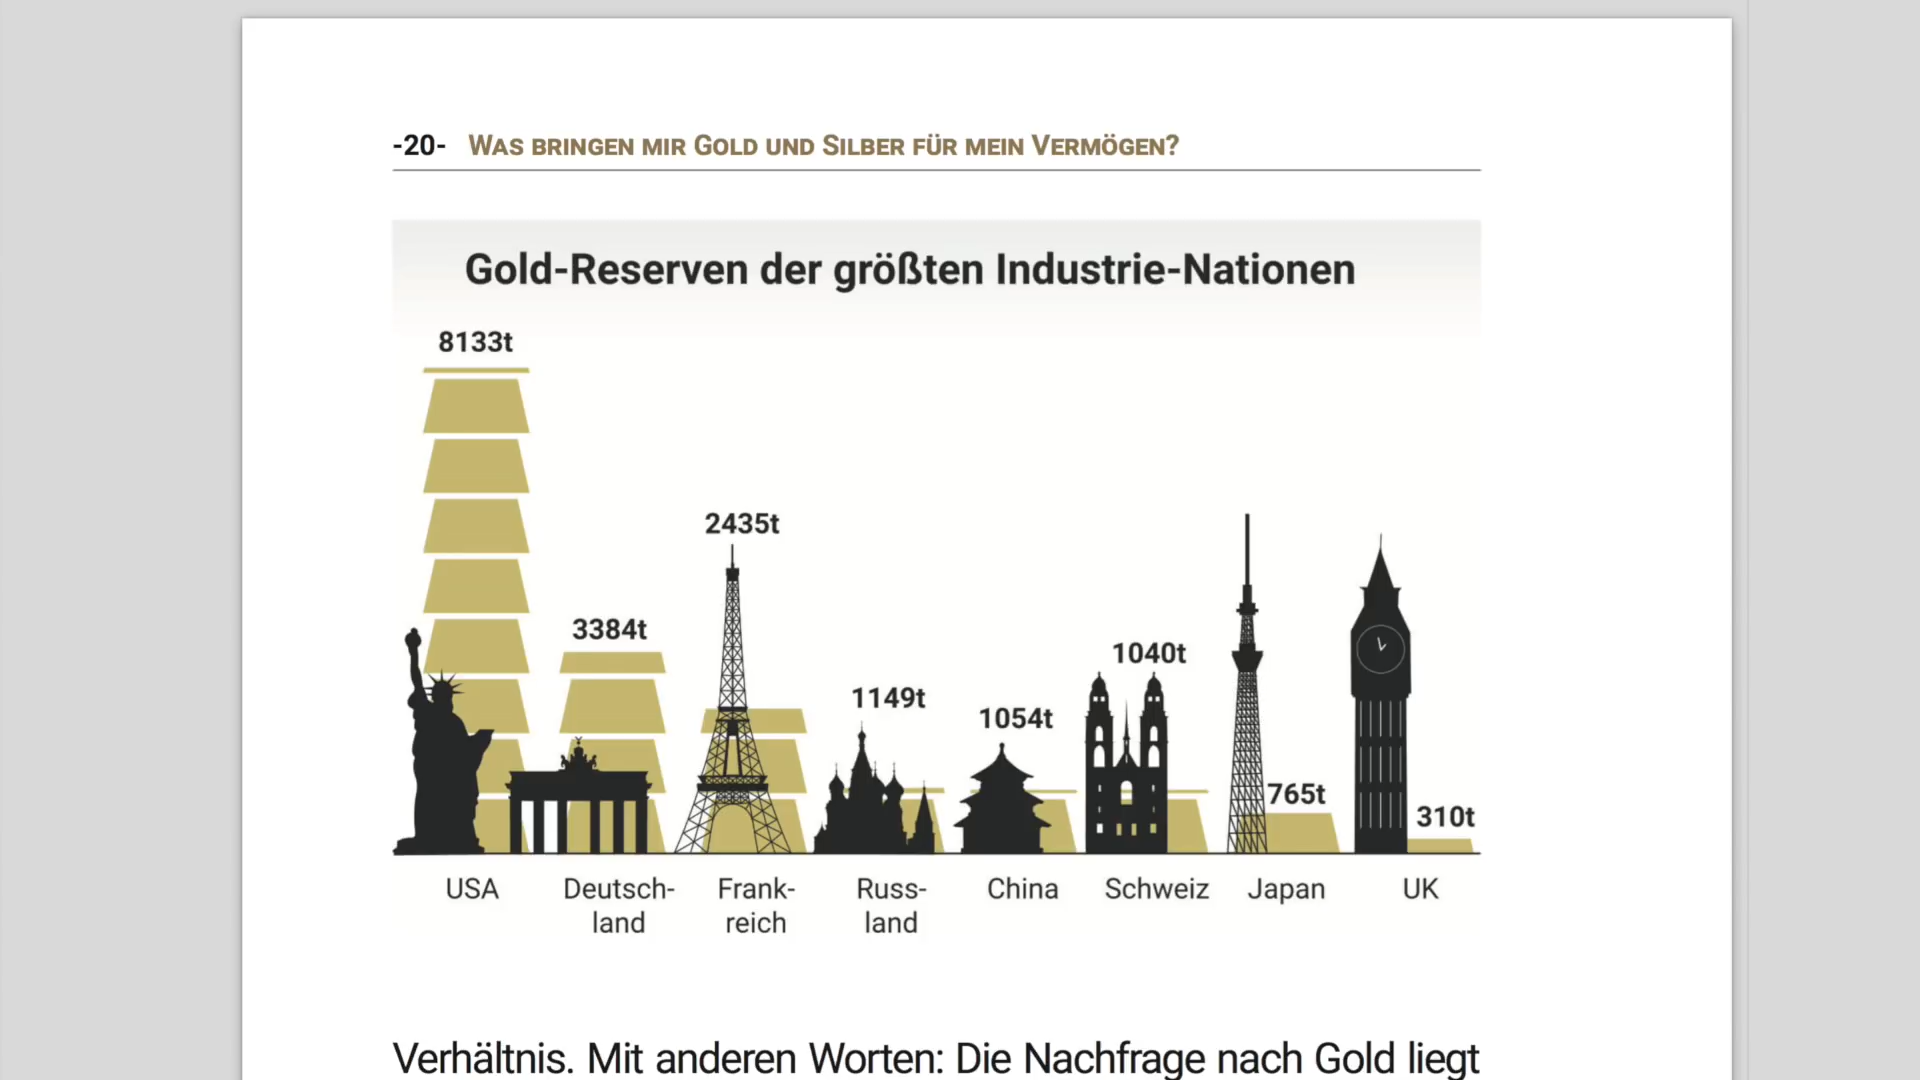 -20- WAS BRINGEN MIR GOLD UND SILBER FÜR MEIN VERMÖGEN?
Gold-Reserven der größten Industrie-Nationen
8133t
3384t
2435t
1149t
1054t
1040t
765t
310t
USA
Deutsch-
land
Frank-
reich
Russ-
land
China
Schweiz
Japan
UK
Verhältnis. Mit anderen Worten: Die Nachfrage nach Gold liegt